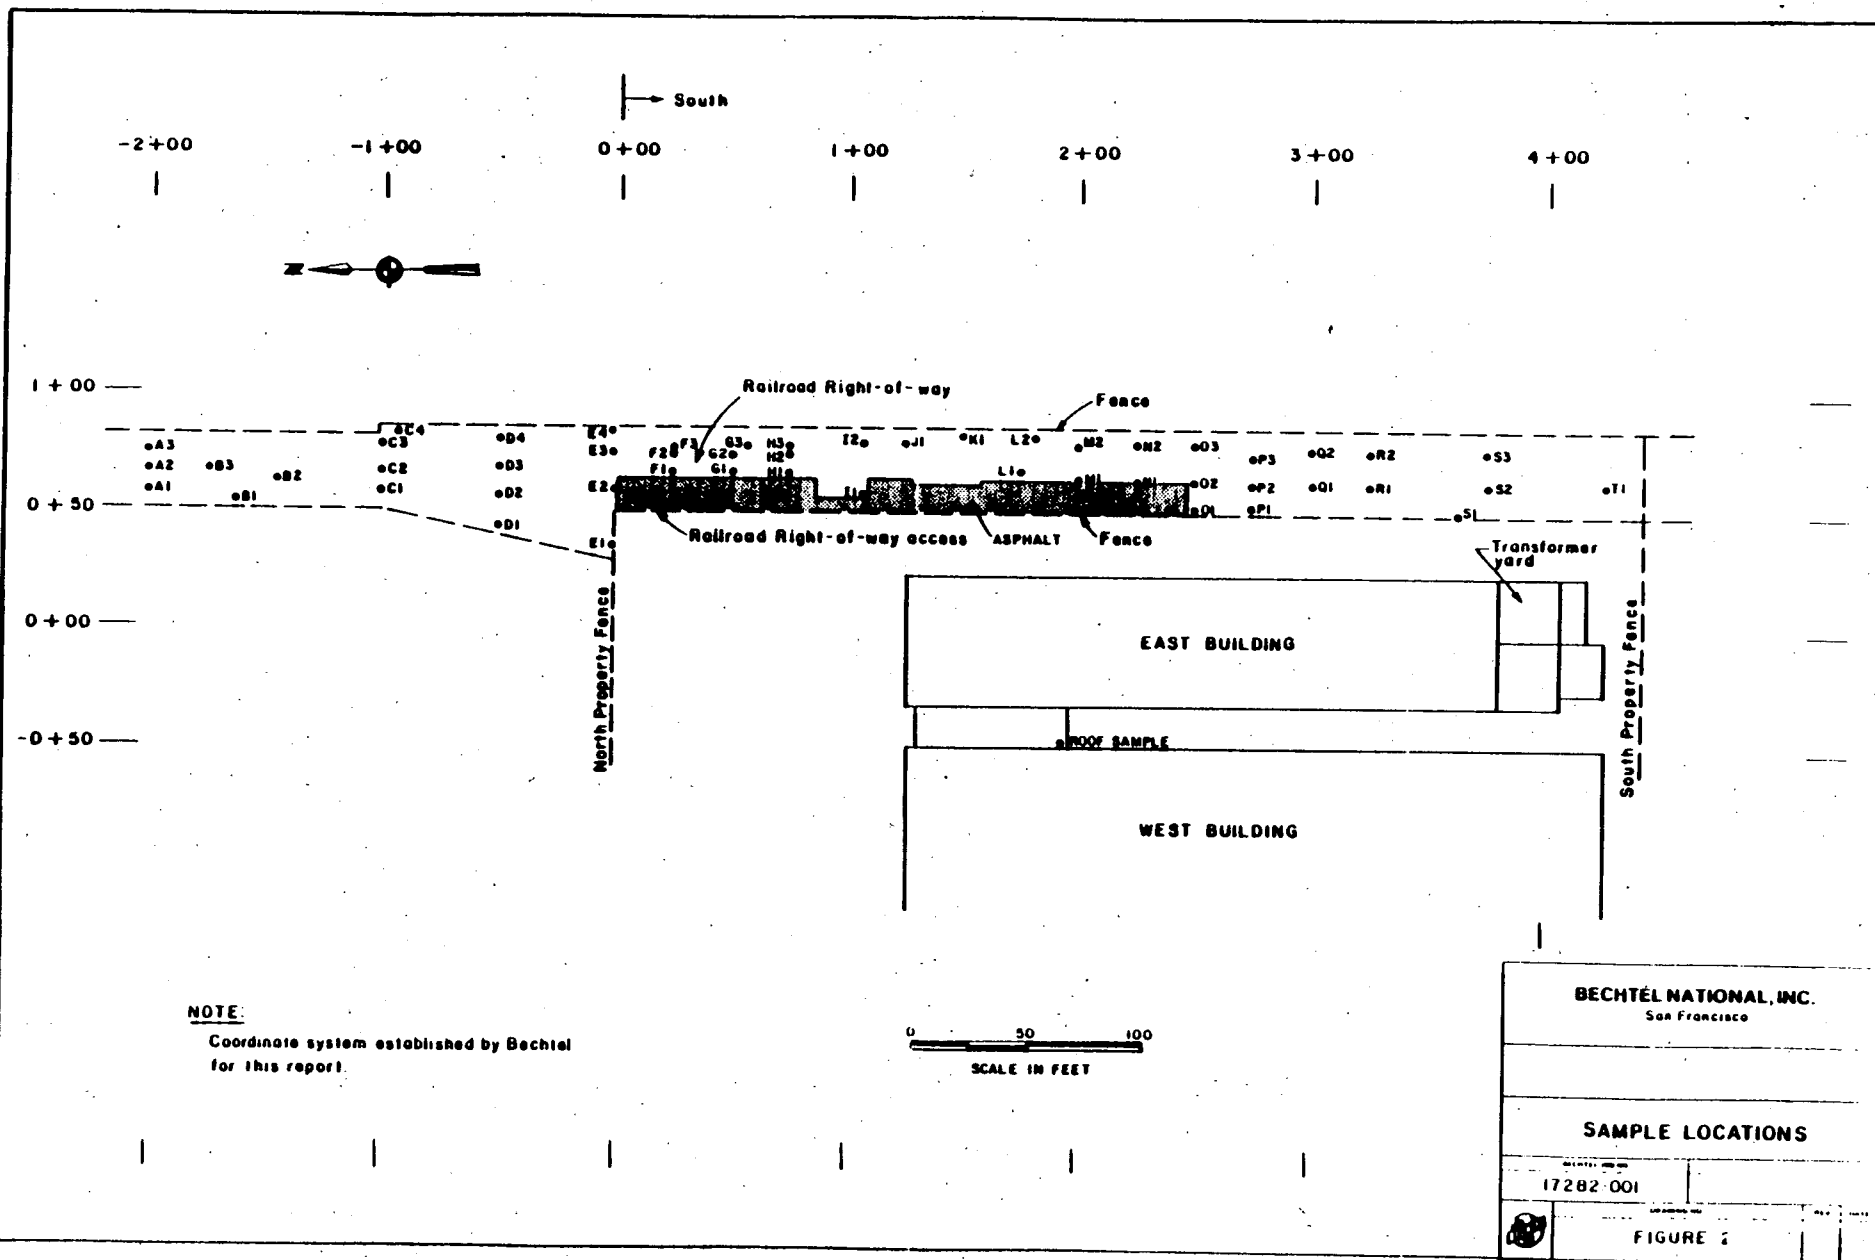 South
-2+00 -1+00 0+00 1+00 2+00 3+00 4+00
1+00
Railroad Right-of-way
Fence
A3 C3 C4 D4 E4 E3 F2 F3 G3 G2 H3 H2 I2 J1 K1 L2 M2 N2 O3 P3 Q2 R2 S3
A2 B3 B2 C2 D3 F1 G1 H1 L1
A1 B1 C1 D2 E2 I1 M1 N1 O2 P2 Q1 R1 S2 T1
0+50
D1 E1 O1 P1 S1
Railroad Right-of-way access
ASPHALT
Fence
Transformer
yard
North Property Fence
South Property Fence
0+00
EAST BUILDING
-0+50
ROOF SAMPLE
WEST BUILDING
NOTE:
Coordinate system established by Bechtel
for this report.
0 50 100
SCALE IN FEET
BECHTEL NATIONAL, INC.
San Francisco
SAMPLE LOCATIONS
17282-001
FIGURE 2